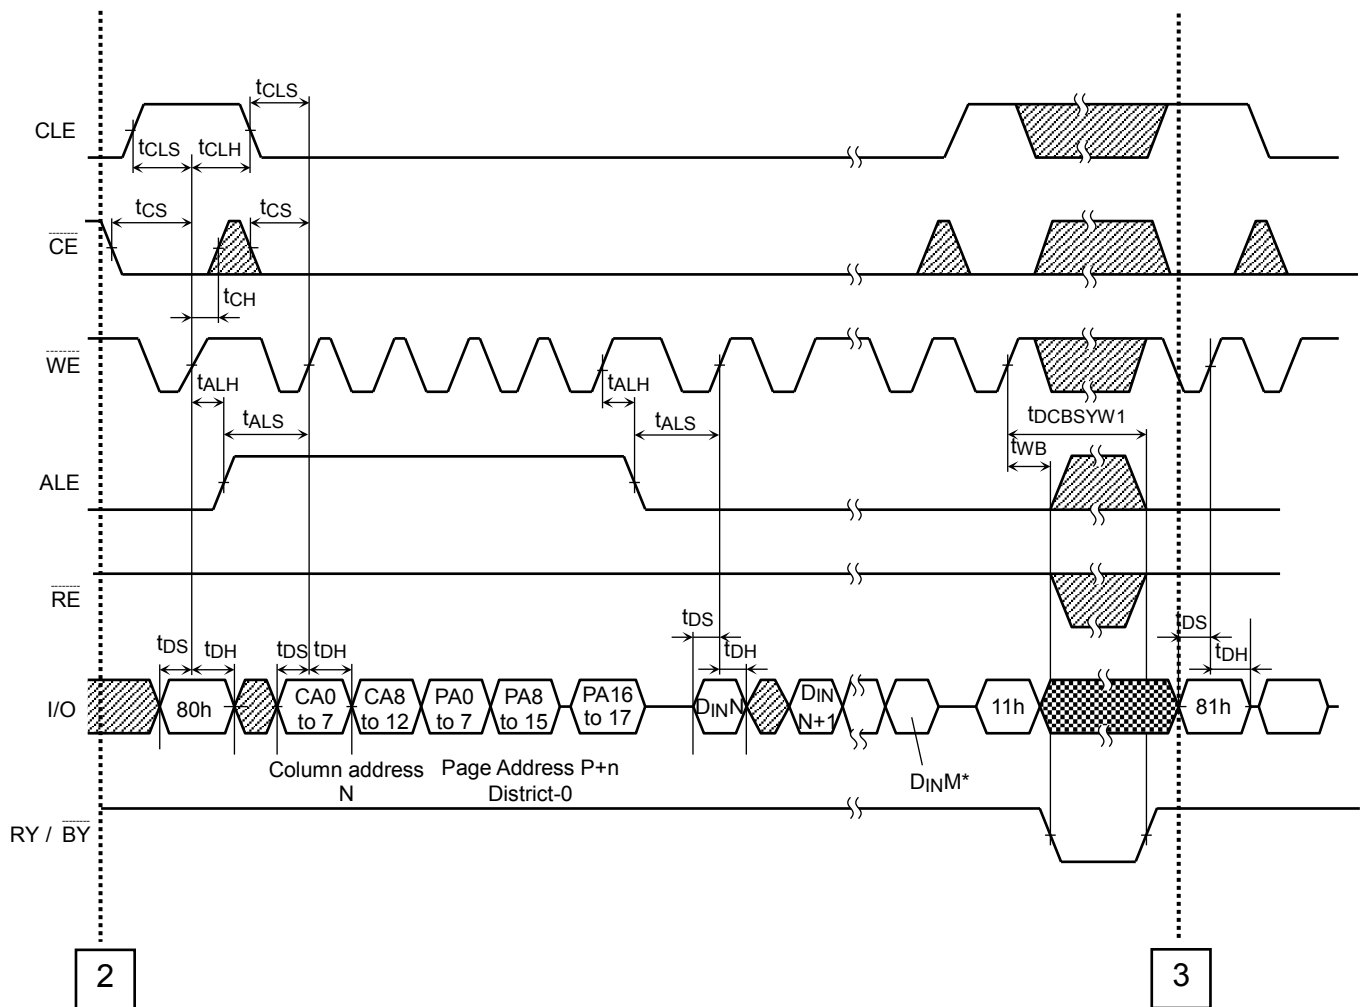 tCLS
CLE
tCLS
tCLH
tCS
tCS
CE
tCH
WE
tALH
tALH
tDCBSYW1
tALS
tALS
tWB
ALE
RE
tDS
tDH
tDS
tDH
tDS
tDH
tDS
tDH
I/O
80h
CA0 to 7
CA8 to 12
PA0 to 7
PA8 to 15
PA16 to 17
DINN
DIN N+1
11h
81h
Column address N
Page Address P+n District-0
DINM*
RY / BY
2
3